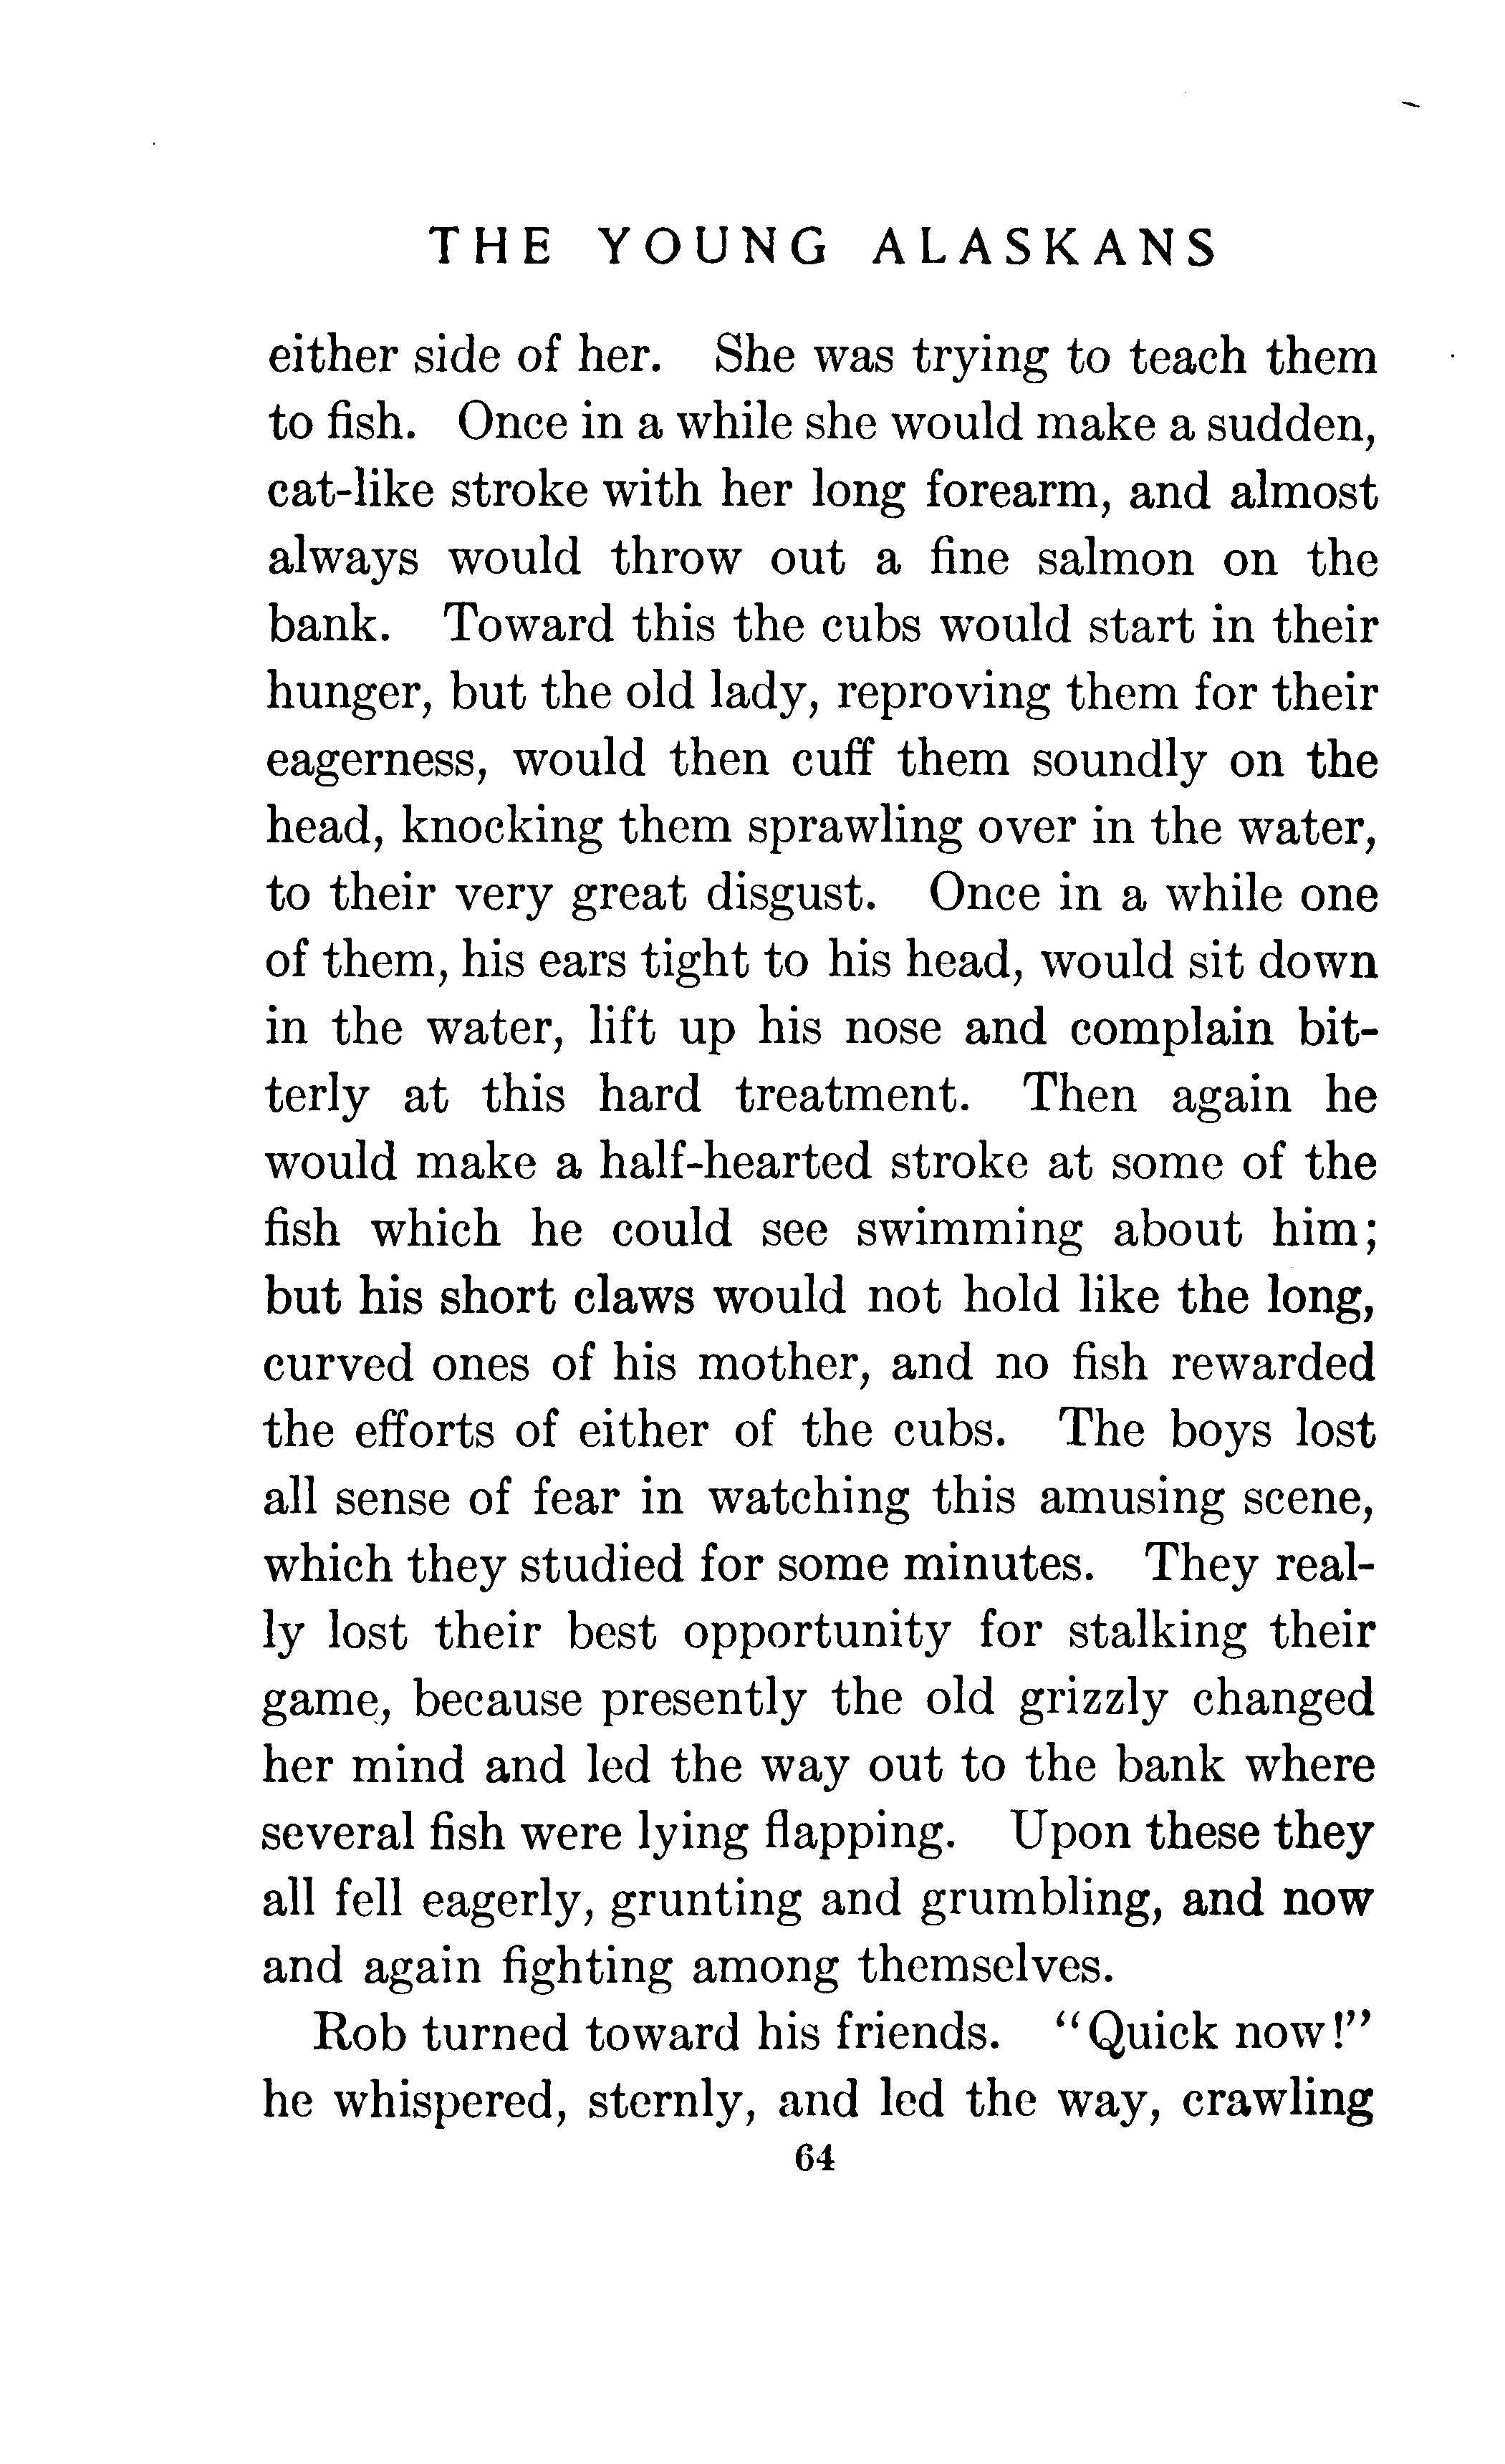 THE YOUNG ALASKANS
either side of her. She was trying to teach them
to fish. Once in a while she would make a sudden,
cat-like stroke with her long forearm, and almost
always would throw out a fine salmon on the
bank. Toward this the cubs would start in their
hunger, but the old lady, reproving them for their
eagerness, would then cuff them soundly on the
head, knocking them sprawling over in the water,
to their very great disgust. Once in a while one
of them, his ears tight to his head, would sit down
in the water, lift up his nose and complain bit-
terly at this hard treatment. Then again he
would make a half-hearted stroke at some of the
fish which he could see swimming about him;
but his short claws would not hold like the long,
curved ones of his mother, and no fish rewarded
the efforts of either of the cubs. The boys lost
all sense of fear in watching this amusing scene,
which they studied for some minutes. They real-
ly lost their best opportunity for stalking their
game, because presently the old grizzly changed
her mind and led the way out to the bank where
several fish were lying flapping. Upon these they
all fell eagerly, grunting and grumbling, and now
and again fighting among themselves.
Rob turned toward his friends. "Quick now!"
he whispered, sternly, and led the way, crawling
64